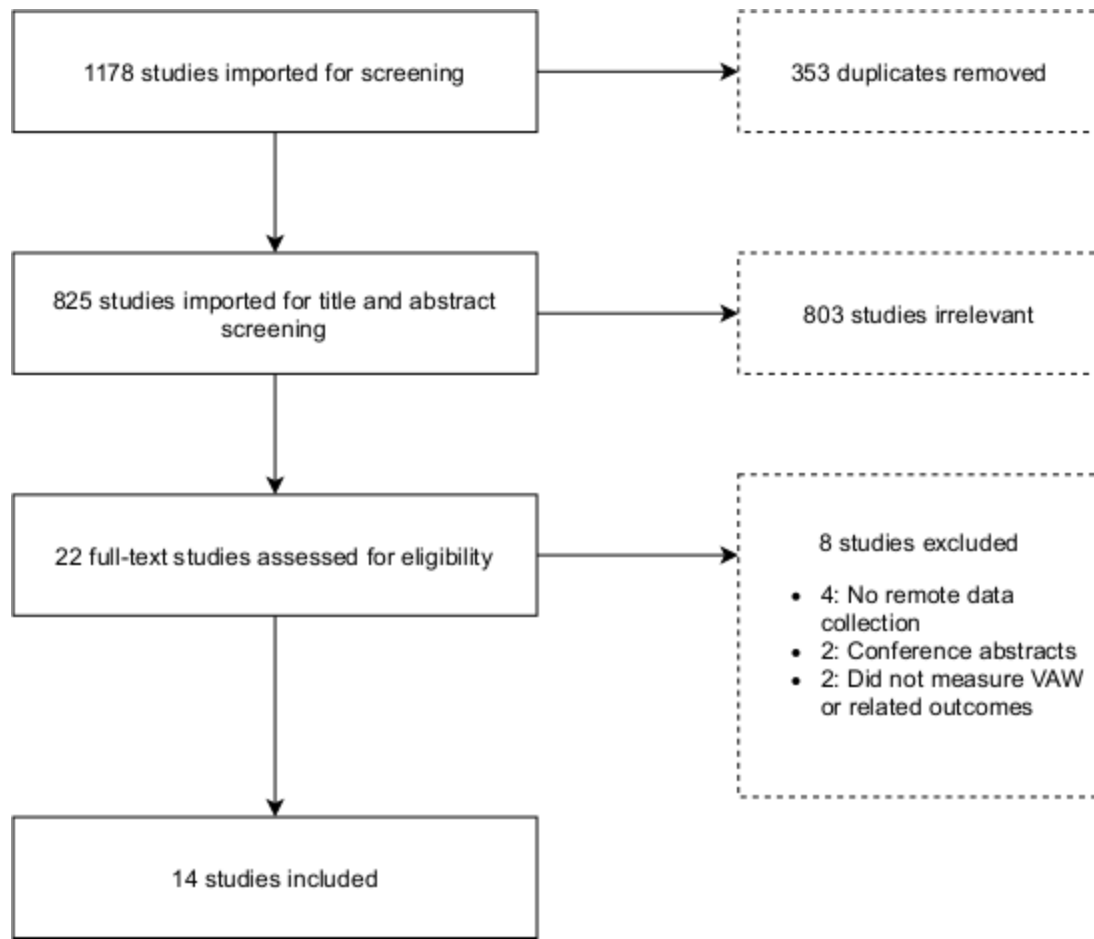 1178 studies imported for screening
353 duplicates removed
825 studies imported for title and abstract
screening
803 studies irrelevant
22 full-text studies assessed for eligibility
8 studies excluded
• 4: No remote data
collection
• 2: Conference abstracts
• 2: Did not measure VAW
or related outcomes
14 studies included